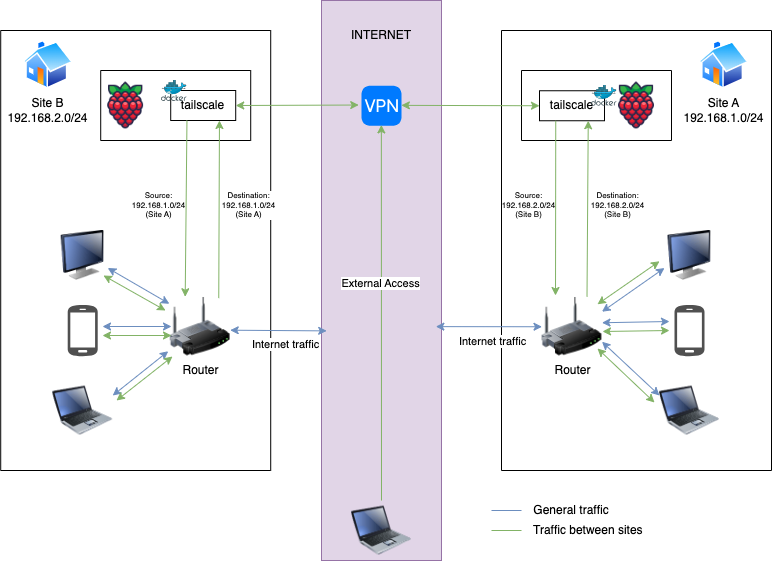 INTERNET
Site B
192.168.2.0/24
docker
tailscale
VPN
tailscale
docker
Site A
192.168.1.0/24
Source:
192.168.1.0/24
(Site A)
Destination:
192.168.1.0/24
(Site A)
Source:
192.168.2.0/24
(Site B)
Destination:
192.168.2.0/24
(Site B)
External Access
Internet traffic
Internet traffic
Router
Router
General traffic
Traffic between sites